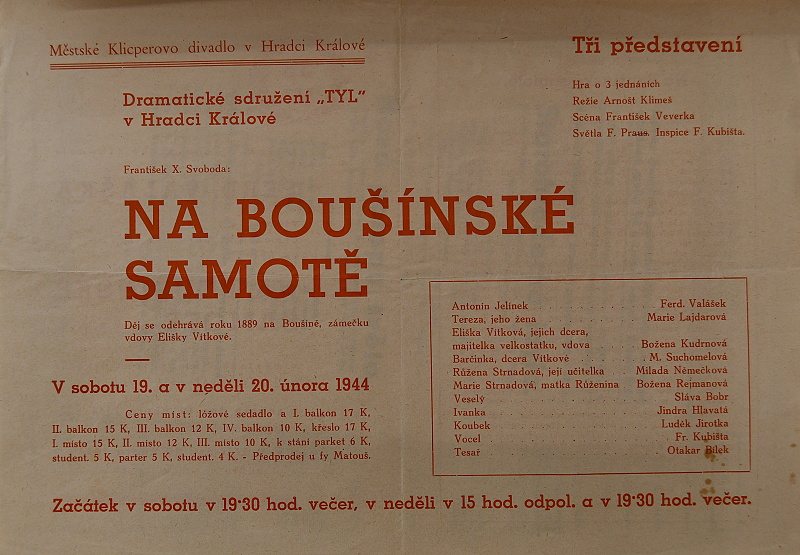 Městské Klicperovo divadlo v Hradci Králové
Tři představení
Dramatické sdružení „TYL"
v Hradci Králové
Hra o 3 jednáních
Režie Arnošt Klimeš
Scéna František Veverka
Světla F. Praus. Inspice F. Kubišta.
František X. Svoboda:
NA BOUŠÍNSKÉ
SAMOTĚ
Děj se odehrává roku 1889 na Boušíně, zámečku
vdovy Elišky Vítkové.
V sobotu 19. a v neděli 20. února 1944
Ceny míst: lóžové sedadlo a I. balkon 17 K,
II. balkon 15 K, III. balkon 12 K, IV. balkon 10 K, křeslo 17 K,
I. místo 15 K, II. místo 12 K, III. místo 10 K, k stání parket 6 K,
student. 5 K, parter 5 K, student. 4 K. - Předprodej u fy Matouš.
Antonín Jelínek . . . . . . . . . . . . Ferd. Valášek
Tereza, jeho žena . . . . . . . . . . . Marie Lajdarová
Eliška Vítková, jejich dcera,
majitelka velkostatku, vdova . . . . . Božena Kudrnová
Barčinka, dcera Vítkové . . . . . . . M. Suchomelová
Růžena Strnadová, její učitelka . . . Milada Němečková
Marie Strnadová, matka Růženina Božena Rejmanová
Veselý . . . . . . . . . . . . . . . . Sláva Bobr
Ivanka . . . . . . . . . . . . . . . . Jindra Hlavatá
Koubek . . . . . . . . . . . . . . . . Luděk Jirotka
Vocel . . . . . . . . . . . . . . . . Fr. Kubišta
Tesař . . . . . . . . . . . . . . . . Otakar Bílek
Začátek v sobotu v 19·30 hod. večer, v neděli v 15 hod. odpol. a v 19·30 hod. večer.